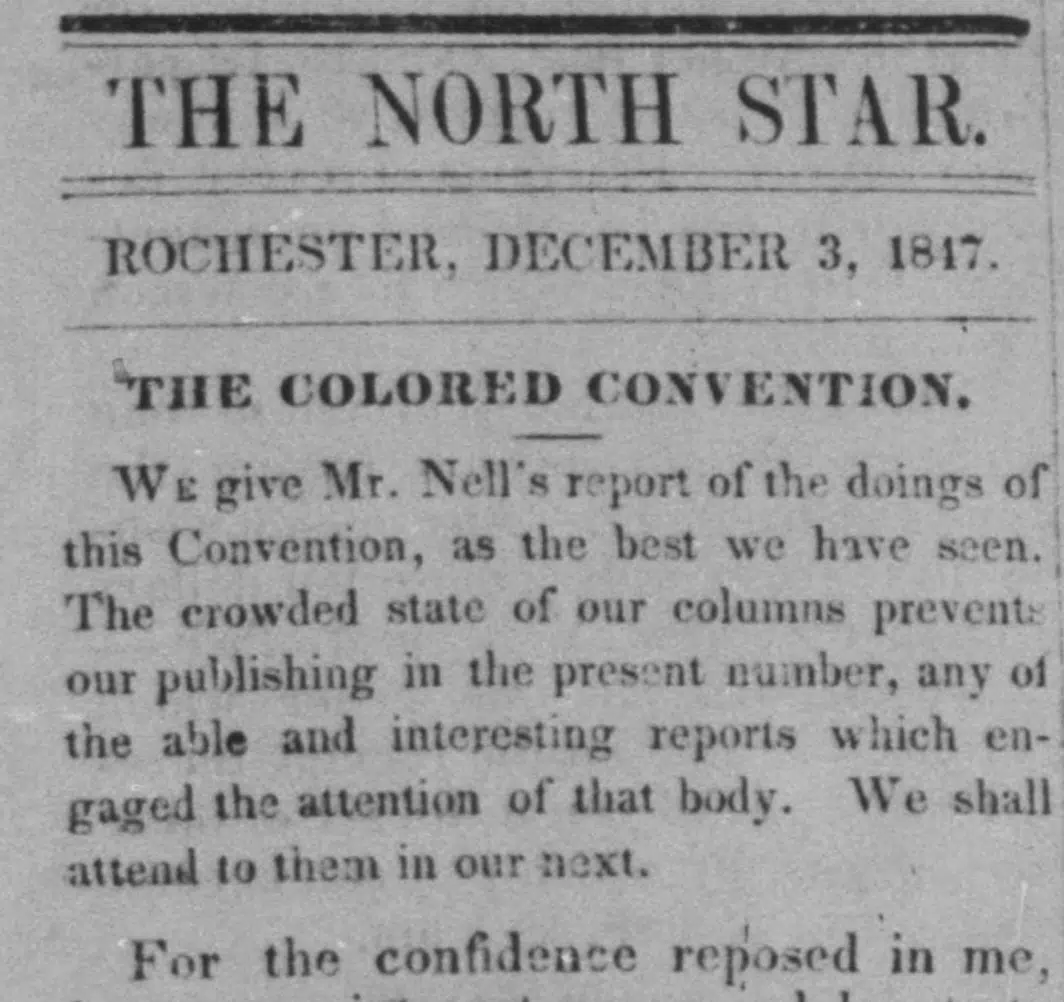 THE NORTH STAR.
ROCHESTER, DECEMBER 3, 1847.
THE COLORED CONVENTION.
WE give Mr. Nell's report of the doings of
this Convention, as the best we have seen.
The crowded state of our columns prevents
our publishing in the present number, any of
the able and interesting reports which en-
gaged the attention of that body. We shall
attend to them in our next.
For the confidence reposed in me,